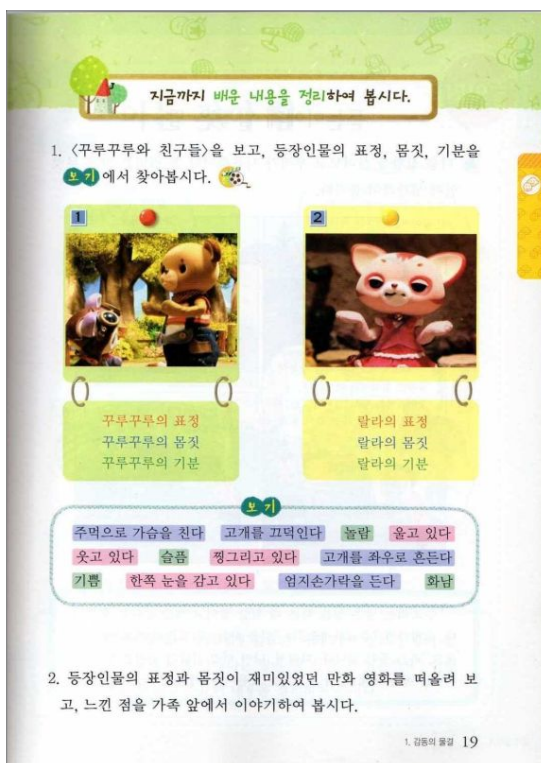 지금까지 배운 내용을 정리하여 봅시다.
1. 〈꾸루꾸루와 친구들〉을 보고, 등장인물의 표정, 몸짓, 기분을
보기에서 찾아봅시다.
1
2
꾸루꾸루의 표정
꾸루꾸루의 몸짓
꾸루꾸루의 기분
랄라의 표정
랄라의 몸짓
랄라의 기분
보기
주먹으로 가슴을 친다 고개를 끄덕인다 놀람 울고 있다
웃고 있다 슬픔 찡그리고 있다 고개를 좌우로 흔든다
기쁨 한쪽 눈을 감고 있다 엄지손가락을 든다 화남
2. 등장인물의 표정과 몸짓이 재미있었던 만화 영화를 떠올려 보
고, 느낀 점을 가족 앞에서 이야기하여 봅시다.
1. 감동의 물결 19